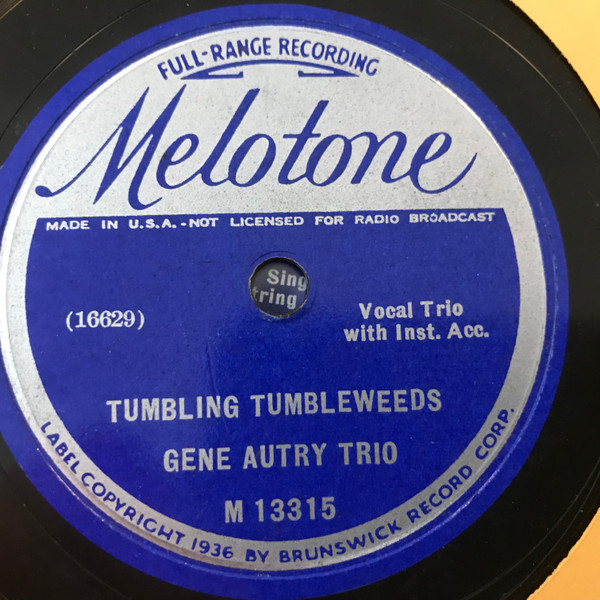 FULL-RANGE RECORDING
Melotone
MADE IN U.S.A.-NOT LICENSED FOR RADIO BROADCAST
Sing
tring
(16629)
Vocal Trio
with Inst. Acc.
TUMBLING TUMBLEWEEDS
GENE AUTRY TRIO
M 13315
LABEL COPYRIGHT 1936 BY BRUNSWICK RECORD CORP.